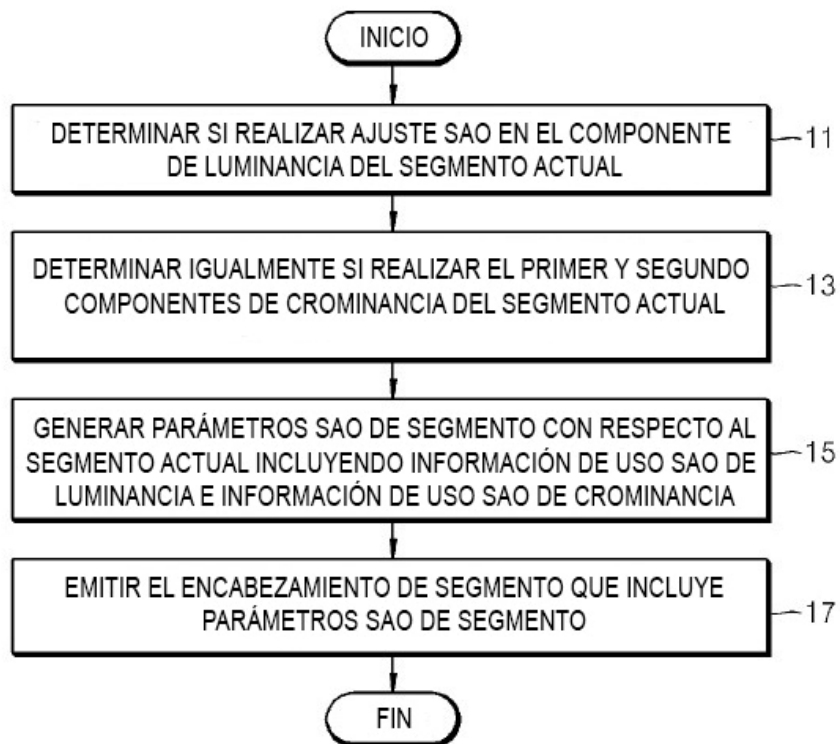 INICIO
DETERMINAR SI REALIZAR AJUSTE SAO EN EL COMPONENTE
DE LUMINANCIA DEL SEGMENTO ACTUAL
11
DETERMINAR IGUALMENTE SI REALIZAR EL PRIMER Y SEGUNDO
COMPONENTES DE CROMINANCIA DEL SEGMENTO ACTUAL
13
GENERAR PARÁMETROS SAO DE SEGMENTO CON RESPECTO AL
SEGMENTO ACTUAL INCLUYENDO INFORMACIÓN DE USO SAO DE
LUMINANCIA E INFORMACIÓN DE USO SAO DE CROMINANCIA
15
EMITIR EL ENCABEZAMIENTO DE SEGMENTO QUE INCLUYE
PARÁMETROS SAO DE SEGMENTO
17
FIN